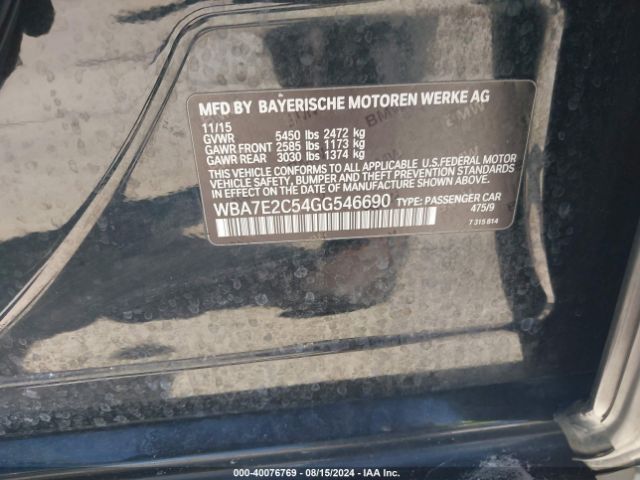 MFD BY BAYERISCHE MOTOREN WERKE AG
11/15
GVWR 5450 lbs 2472 kg
GAWR FRONT 2585 lbs 1173 kg
GAWR REAR 3030 lbs 1374 kg
THIS VEHICLE CONFORMS TO ALL APPLICABLE U.S.FEDERAL MOTOR
VEHICLE SAFETY, BUMPER, AND THEFT PREVENTION STANDARDS
IN EFFECT ON THE DATE OF MANUFACTURE SHOWN ABOVE.
WBA7E2C54GG546690 TYPE: PASSENGER CAR
475/9
7 315 814
000-40076769 - 08/15/2024 - IAA Inc.